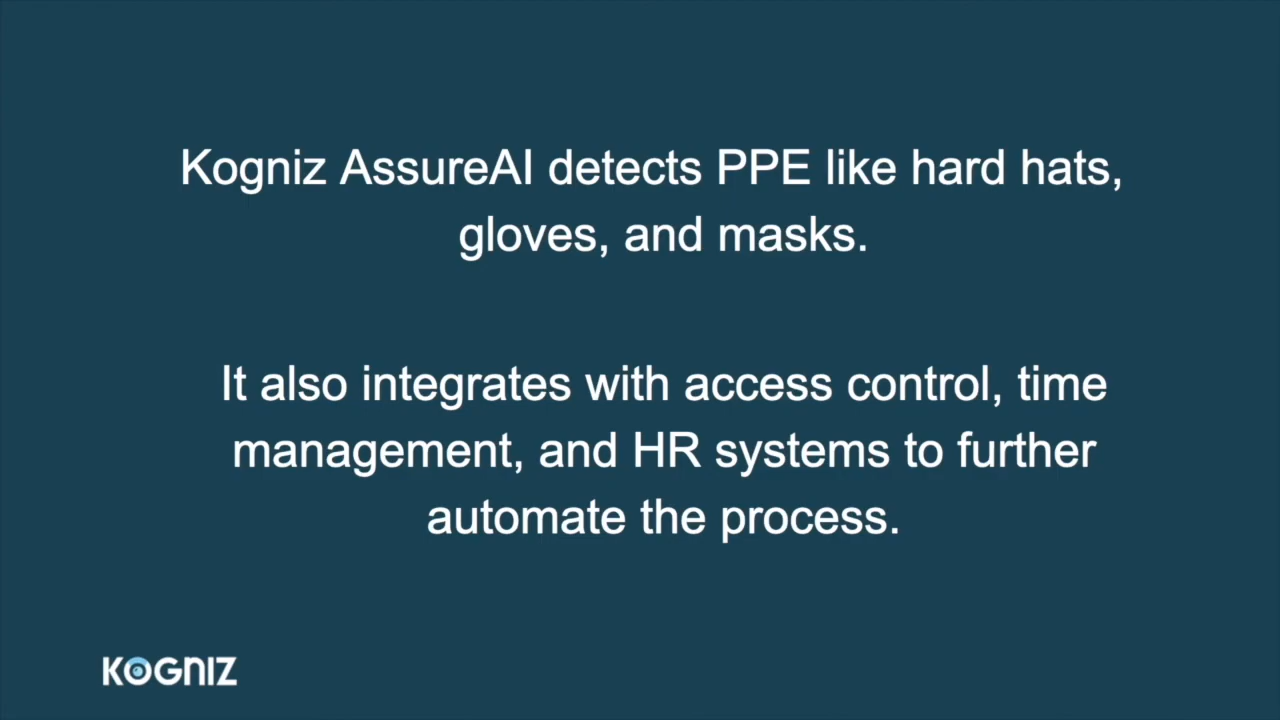 Kogniz AssureAI detects PPE like hard hats,
gloves, and masks.
It also integrates with access control, time
management, and HR systems to further
automate the process.
KOGNIZ